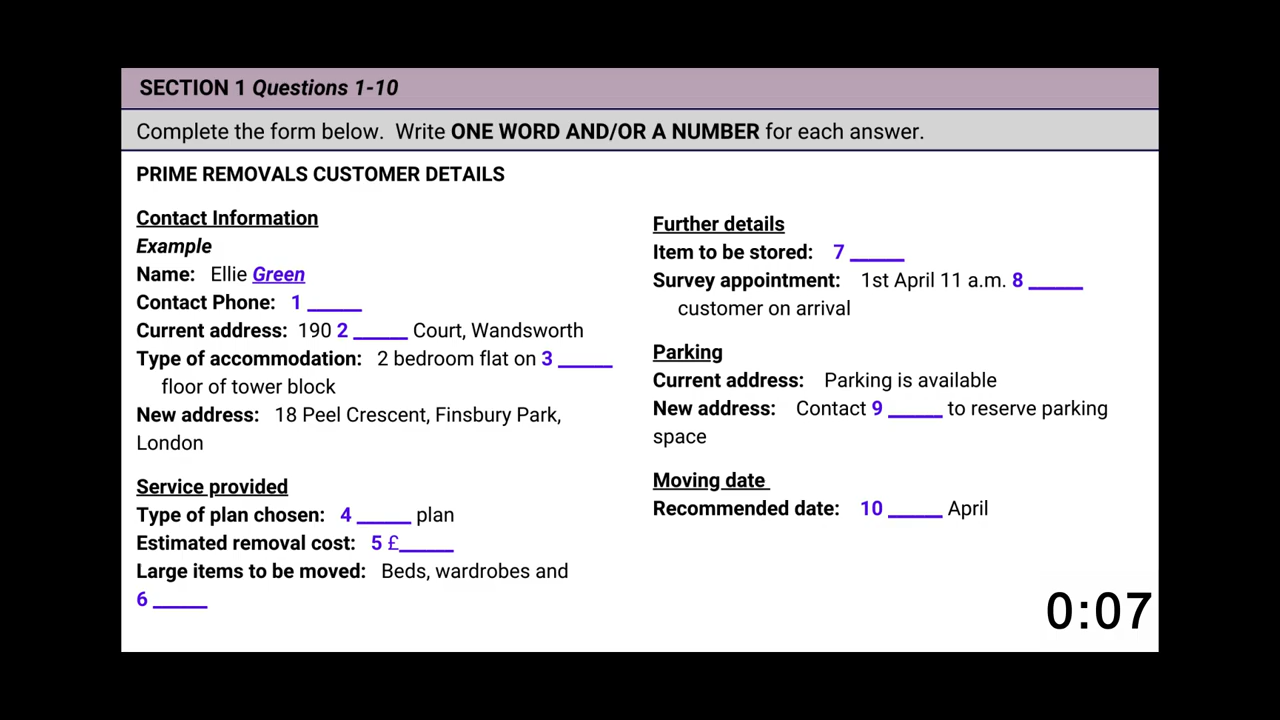 SECTION 1 Questions 1-10
Complete the form below. Write ONE WORD AND/OR A NUMBER for each answer.
PRIME REMOVALS CUSTOMER DETAILS
Contact Information
Example
Name: Ellie Green
Contact Phone: 1 _____
Current address: 190 2 _____ Court, Wandsworth
Type of accommodation: 2 bedroom flat on 3 _____
floor of tower block
New address: 18 Peel Crescent, Finsbury Park,
London
Service provided
Type of plan chosen: 4 _____ plan
Estimated removal cost: 5 £_____
Large items to be moved: Beds, wardrobes and
6 _____
Further details
Item to be stored: 7 _____
Survey appointment: 1st April 11 a.m. 8 _____
customer on arrival
Parking
Current address: Parking is available
New address: Contact 9 _____ to reserve parking
space
Moving date
Recommended date: 10 _____ April
0:07